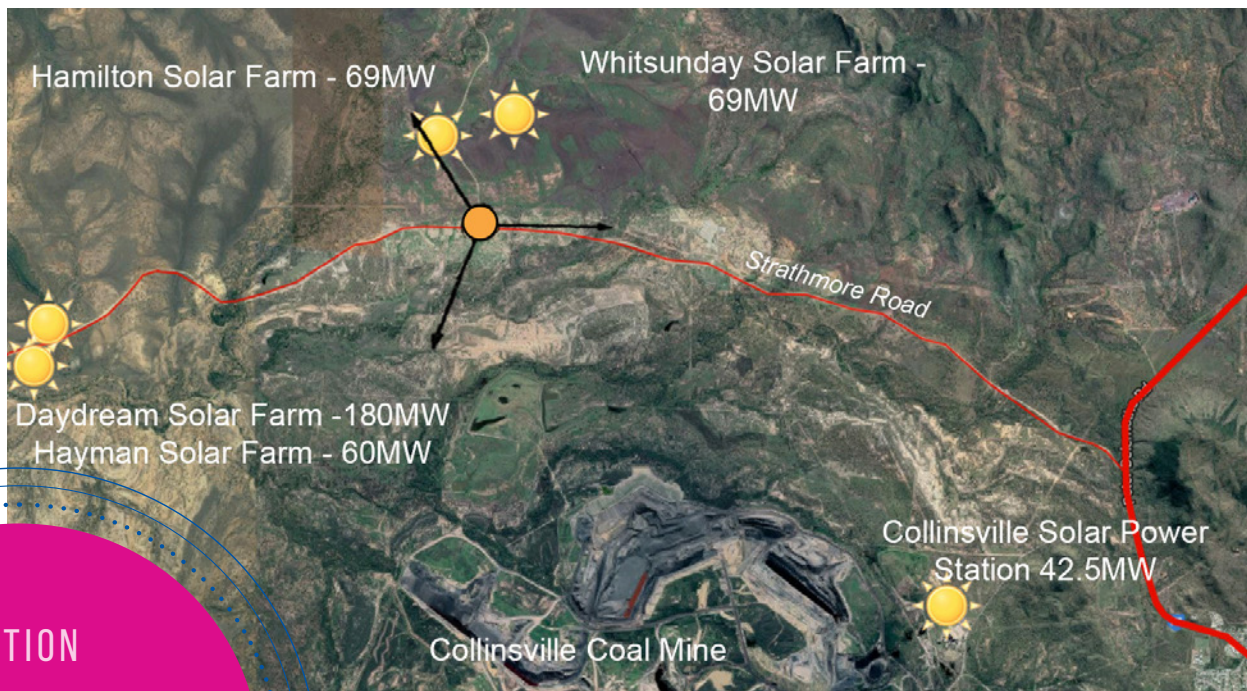 Hamilton Solar Farm - 69MW
Whitsunday Solar Farm -
69MW
Strathmore Road
Daydream Solar Farm -180MW
Hayman Solar Farm - 60MW
Collinsville Solar Power
Station 42.5MW
Collinsville Coal Mine
TION